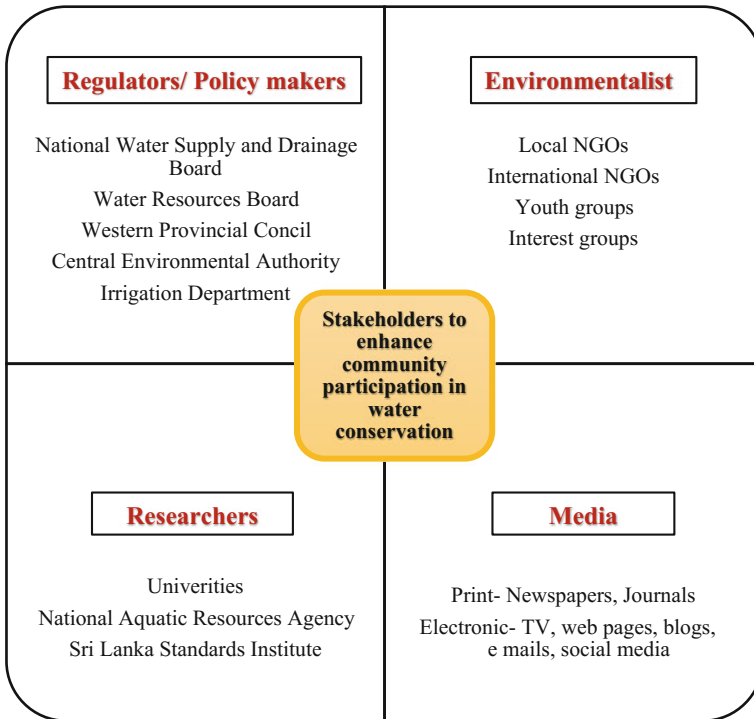 Regulators/ Policy makers
National Water Supply and Drainage
Board
Water Resources Board
Western Provincial Concil
Central Environmental Authority
Irrigation Department
Environmentalist
Local NGOs
International NGOs
Youth groups
Interest groups
Stakeholders to
enhance
community
participation in
water
conservation
Researchers
Univerities
National Aquatic Resources Agency
Sri Lanka Standards Institute
Media
Print- Newspapers, Journals
Electronic- TV, web pages, blogs,
e mails, social media